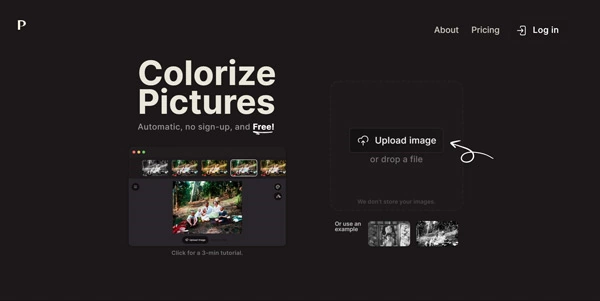 P
About
Pricing
Log in
Colorize
Pictures
Automatic, no sign-up, and Free!
Upload image
or drop a file
We don't store your images.
Or use an
example
Upload image
Click for a 3-min tutorial.